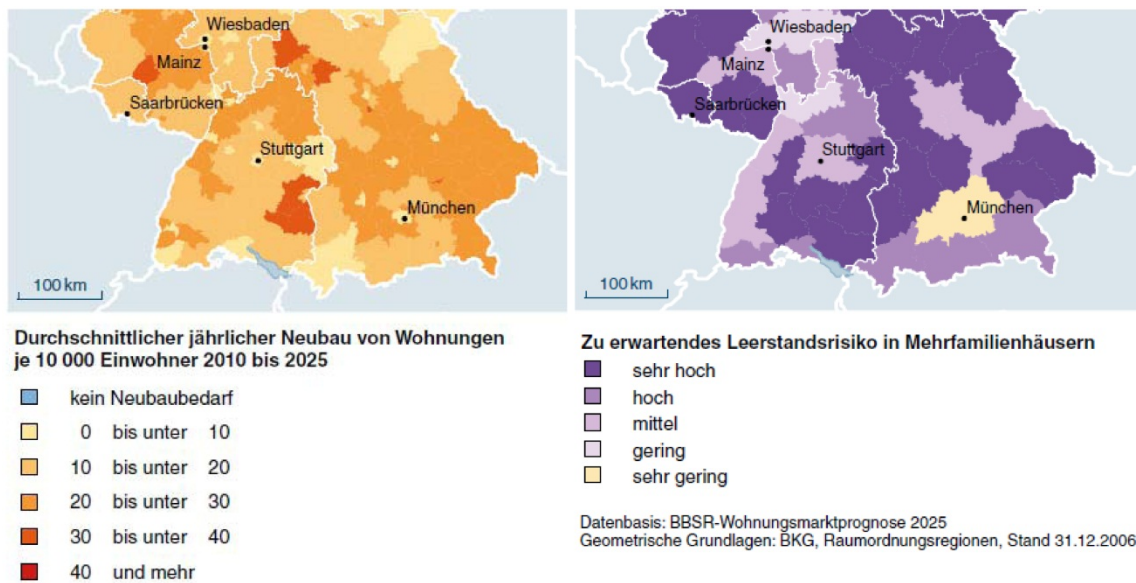 Wiesbaden
Mainz
Saarbrücken
Stuttgart
München
100 km
Durchschnittlicher jährlicher Neubau von Wohnungen
je 10 000 Einwohner 2010 bis 2025
kein Neubaubedarf
0 bis unter 10
10 bis unter 20
20 bis unter 30
30 bis unter 40
40 und mehr
Wiesbaden
Mainz
Saarbrücken
Stuttgart
München
100 km
Zu erwartendes Leerstandsrisiko in Mehrfamilienhäusern
sehr hoch
hoch
mittel
gering
sehr gering
Datenbasis: BBSR-Wohnungsmarktprognose 2025
Geometrische Grundlagen: BKG, Raumordnungsregionen, Stand 31.12.2006